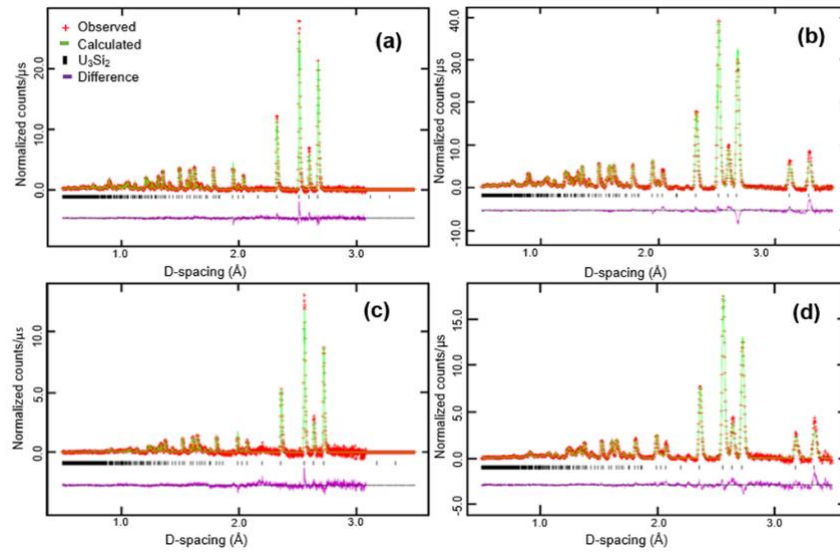 Observed
Calculated
U₃Si₂
Difference
(a)
Normalized counts/µs
20.0
10.0
0.0
1.0 2.0 3.0
D-spacing (Å)
(b)
Normalized counts/µs
40.0
30.0
20.0
10.0
0.0
-10.0
1.0 2.0 3.0
D-spacing (Å)
(c)
Normalized counts/µs
10.0
5.0
0.0
1.0 2.0 3.0
D-spacing (Å)
(d)
Normalized counts/µs
15.0
10.0
5.0
0.0
-5.0
1.0 2.0 3.0
D-spacing (Å)